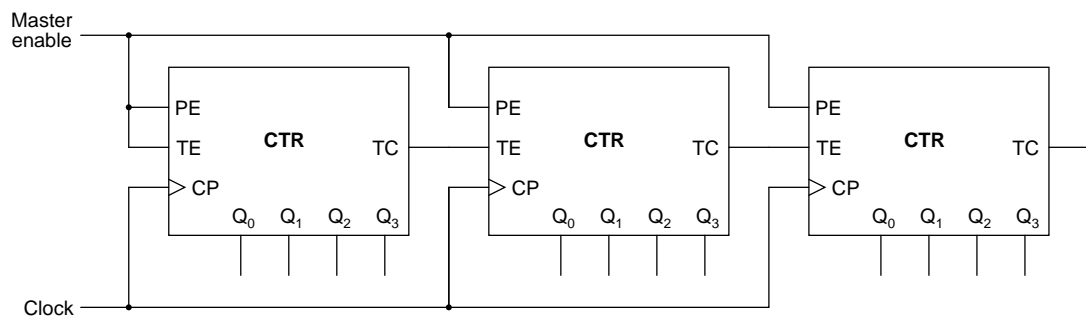 Master
enable
PE
TE
CP
CTR
TC
Q₀ Q₁ Q₂ Q₃
PE
TE
CP
CTR
TC
Q₀ Q₁ Q₂ Q₃
PE
TE
CP
CTR
TC
Q₀ Q₁ Q₂ Q₃
Clock